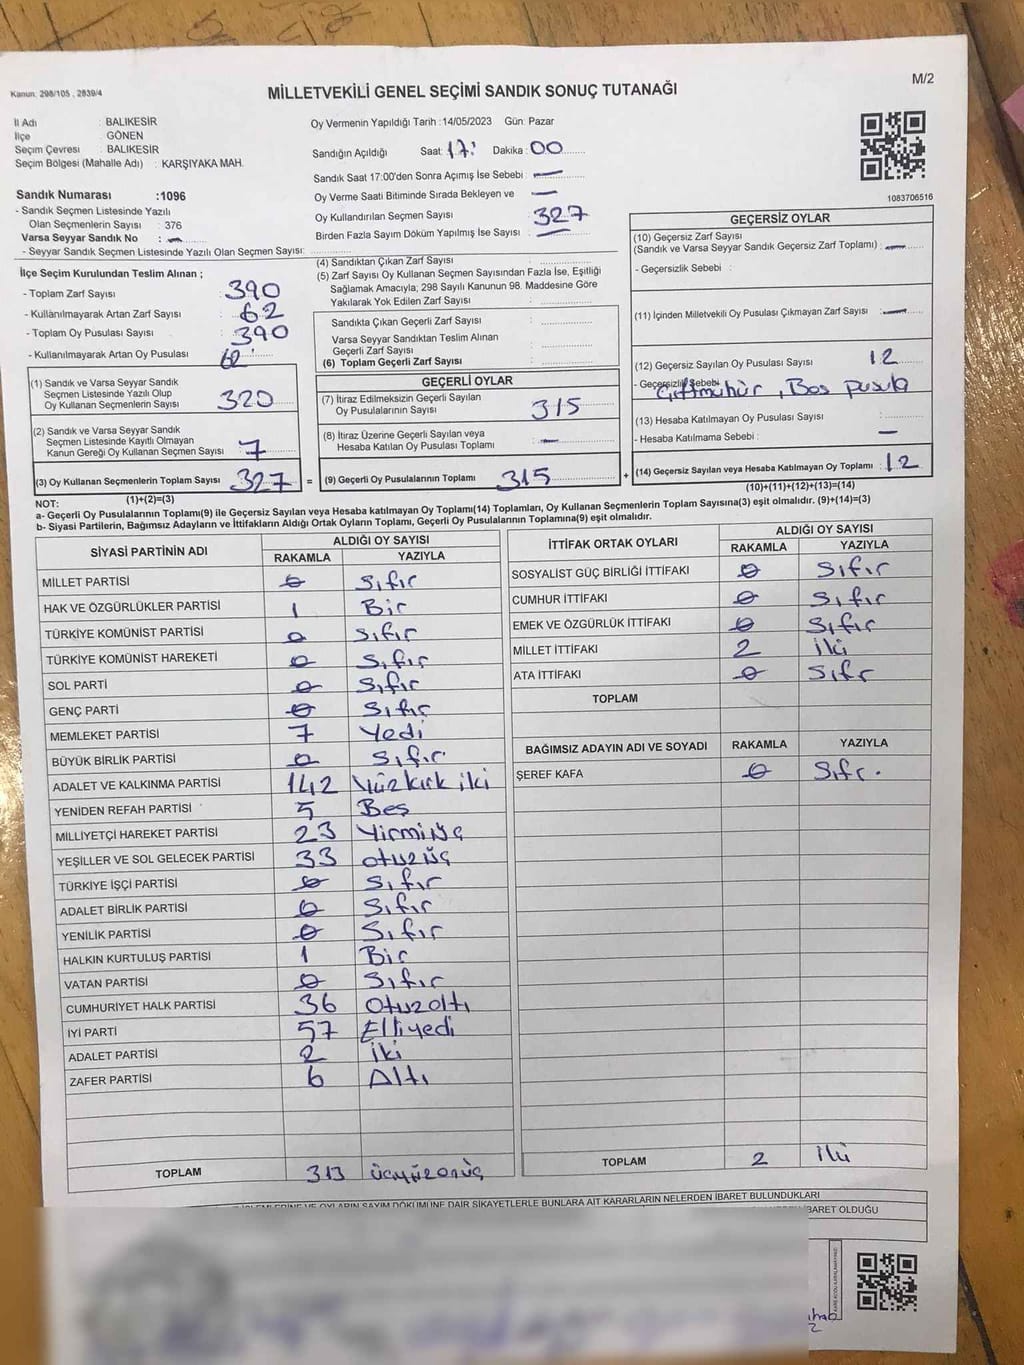 M/2
Kanun: 298/105 , 2839/4
MİLLETVEKİLİ GENEL SEÇİMİ SANDIK SONUÇ TUTANAĞI
İl Adı : BALIKESİR
İlçe : GÖNEN
Seçim Çevresi : BALIKESİR
Seçim Bölgesi (Mahalle Adı) : KARŞIYAKA MAH.
Sandık Numarası :1096
- Sandık Seçmen Listesinde Yazılı
Olan Seçmenlerin Sayısı : 376
Varsa Seyyar Sandık No : —
- Seyyar Sandık Seçmen Listesinde Yazılı Olan Seçmen Sayısı:
Oy Vermenin Yapıldığı Tarih :14/05/2023 Gün: Pazar
Sandığın Açıldığı Saat: 17: Dakika : 00
Sandık Saat 17:00'den Sonra Açımış İse Sebebi : —
Oy Verme Saati Bitiminde Sırada Bekleyen ve —
Oy Kullandırılan Seçmen Sayısı : 327
Birden Fazla Sayım Döküm Yapılmış İse Sayısı : —
1083706516
İlçe Seçim Kurulundan Teslim Alınan ;
- Toplam Zarf Sayısı : 390
- Kullanılmayarak Artan Zarf Sayısı : 62
- Toplam Oy Pusulası Sayısı : 390
- Kullanılmayarak Artan Oy Pusulası : 62
(1) Sandık ve Varsa Seyyar Sandık
Seçmen Listesinde Yazılı Olup
Oy Kullanan Seçmenlerin Sayısı : 320
(2) Sandık ve Varsa Seyyar Sandık
Seçmen Listesinde Kayıtlı Olmayan
Kanun Gereği Oy Kullanan Seçmen Sayısı : 7
(3) Oy Kullanan Seçmenlerin Toplam Sayısı : 327
(1)+(2)=(3)
(4) Sandıktan Çıkan Zarf Sayısı :
(5) Zarf Sayısı Oy Kullanan Seçmen Sayısından Fazla İse, Eşitliği
Sağlamak Amacıyla; 298 Sayılı Kanunun 98. Maddesine Göre
Yakılarak Yok Edilen Zarf Sayısı :
Sandıkta Çıkan Geçerli Zarf Sayısı :
Varsa Seyyar Sandıktan Teslim Alınan
Geçerli Zarf Sayısı :
(6) Toplam Geçerli Zarf Sayısı :
GEÇERLİ OYLAR
(7) İtiraz Edilmeksizin Geçerli Sayılan
Oy Pusulalarının Sayısı : 315
(8) İtiraz Üzerine Geçerli Sayılan veya
Hesaba Katılan Oy Pusulası Toplamı : —
= (9) Geçerli Oy Pusulalarının Toplamı : 315 +
GEÇERSİZ OYLAR
(10) Geçersiz Zarf Sayısı
(Sandık ve Varsa Seyyar Sandık Geçersiz Zarf Toplamı) : —
- Geçersizlik Sebebi :
(11) İçinden Milletvekili Oy Pusulası Çıkmayan Zarf Sayısı : —
(12) Geçersiz Sayılan Oy Pusulası Sayısı : 12
- Geçersizlik Sebebi : Çiftmühür, Boş pusula
(13) Hesaba Katılmayan Oy Pusulası Sayısı :
- Hesaba Katılmama Sebebi : —
(14) Geçersiz Sayılan veya Hesaba Katılmayan Oy Toplamı : 12
(10)+(11)+(12)+(13)=(14)
NOT:
a- Geçerli Oy Pusulalarının Toplamı(9) ile Geçersiz Sayılan veya Hesaba katılmayan Oy Toplamı(14) Toplamları, Oy Kullanan Seçmenlerin Toplam Sayısına(3) eşit olmalıdır. (9)+(14)=(3)
b- Siyasi Partilerin, Bağımsız Adayların ve İttifakların Aldığı Ortak Oyların Toplamı, Geçerli Oy Pusulalarının Toplamına(9) eşit olmalıdır.
SİYASİ PARTİNİN ADI ALDIĞI OY SAYISI
RAKAMLA YAZIYLA
MİLLET PARTİSİ 0 Sıfır
HAK VE ÖZGÜRLÜKLER PARTİSİ 1 Bir
TÜRKİYE KOMÜNİST PARTİSİ 0 Sıfır
TÜRKİYE KOMÜNİST HAREKETİ 0 Sıfır
SOL PARTİ 0 Sıfır
GENÇ PARTİ 0 Sıfır
MEMLEKET PARTİSİ 7 Yedi
BÜYÜK BİRLİK PARTİSİ 0 Sıfır
ADALET VE KALKINMA PARTİSİ 142 Yüzkırkiki
YENİDEN REFAH PARTİSİ 5 Beş
MİLLİYETÇİ HAREKET PARTİSİ 23 Yirmiüç
YEŞİLLER VE SOL GELECEK PARTİSİ 33 otuzüç
TÜRKİYE İŞÇİ PARTİSİ 0 Sıfır
ADALET BİRLİK PARTİSİ 0 Sıfır
YENİLİK PARTİSİ 0 Sıfır
HALKIN KURTULUŞ PARTİSİ 1 Bir
VATAN PARTİSİ 0 Sıfır
CUMHURİYET HALK PARTİSİ 36 Otuzaltı
İYİ PARTİ 57 Elliyedi
ADALET PARTİSİ 2 İki
ZAFER PARTİSİ 6 Altı
TOPLAM 313 üçyüzonüç
İTTİFAK ORTAK OYLARI ALDIĞI OY SAYISI
RAKAMLA YAZIYLA
SOSYALİST GÜÇ BİRLİĞİ İTTİFAKI 0 Sıfır
CUMHUR İTTİFAKI 0 Sıfır
EMEK VE ÖZGÜRLÜK İTTİFAKI 0 Sıfır
MİLLET İTTİFAKI 2 İki
ATA İTTİFAKI 0 Sıfr
TOPLAM
BAĞIMSIZ ADAYIN ADI VE SOYADI RAKAMLA YAZIYLA
ŞEREF KAFA 0 Sıfr.
TOPLAM 2 İki
OYLARIN SAYIM DÖKÜMÜNE DAİR ŞİKAYETLERLE BUNLARA AİT KARARLARIN NELERDEN İBARET BULUNDUKLARI
İBARET OLDUĞU